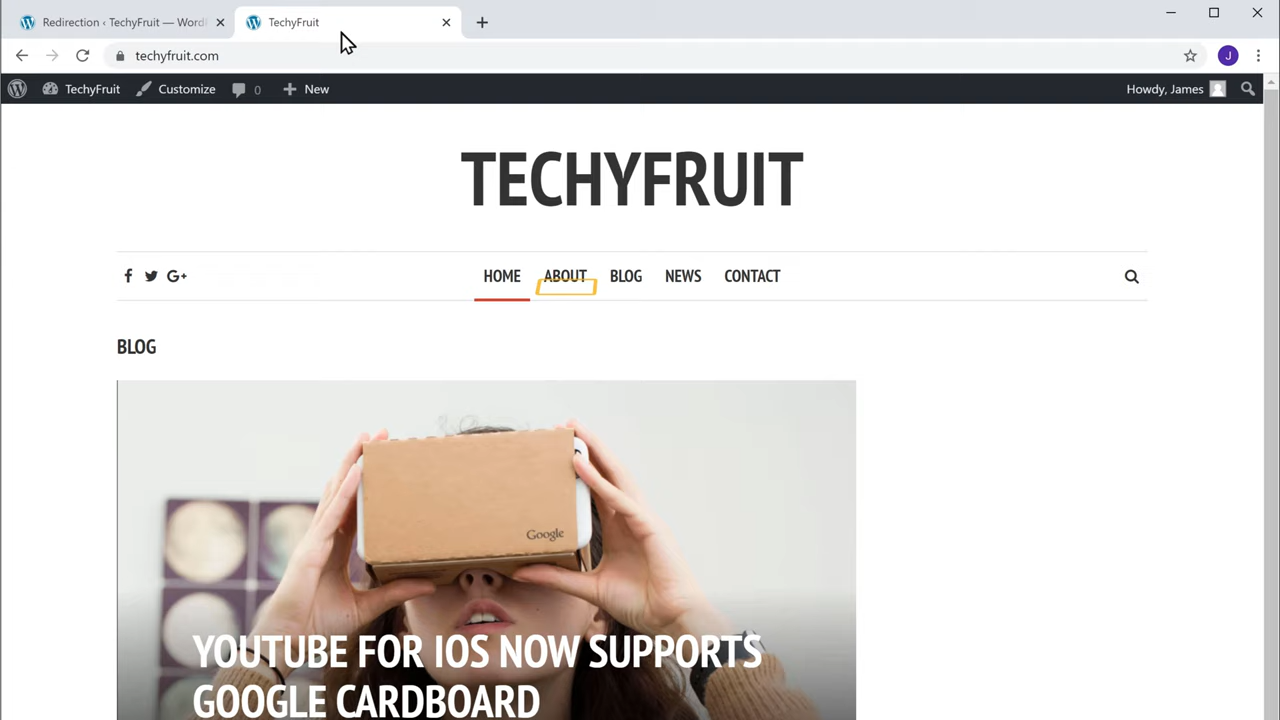 Redirection ‹ TechyFruit — WordP
TechyFruit
techyfruit.com
J
TechyFruit
Customize
0
New
Howdy, James
TECHYFRUIT
HOME
ABOUT
BLOG
NEWS
CONTACT
BLOG
Google
YOUTUBE FOR IOS NOW SUPPORTS
GOOGLE CARDBOARD